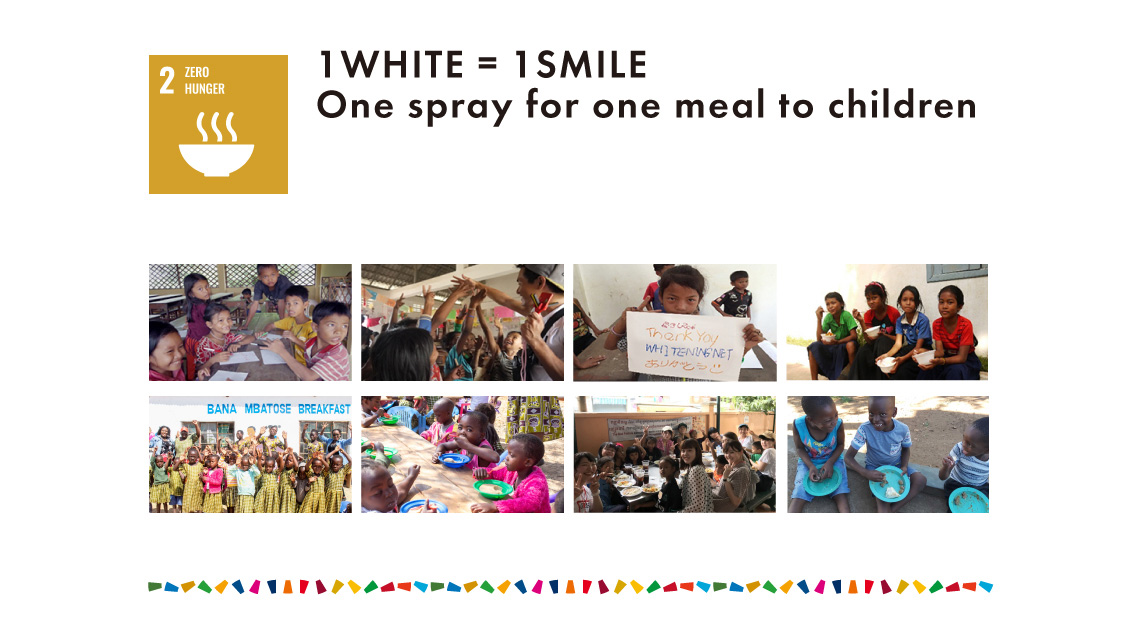 2 ZERO
HUNGER
1WHITE = 1SMILE
One spray for one meal to children
Thank You
WHITENING NET
ありがとう
BANA MBATOSE BREAKFAST